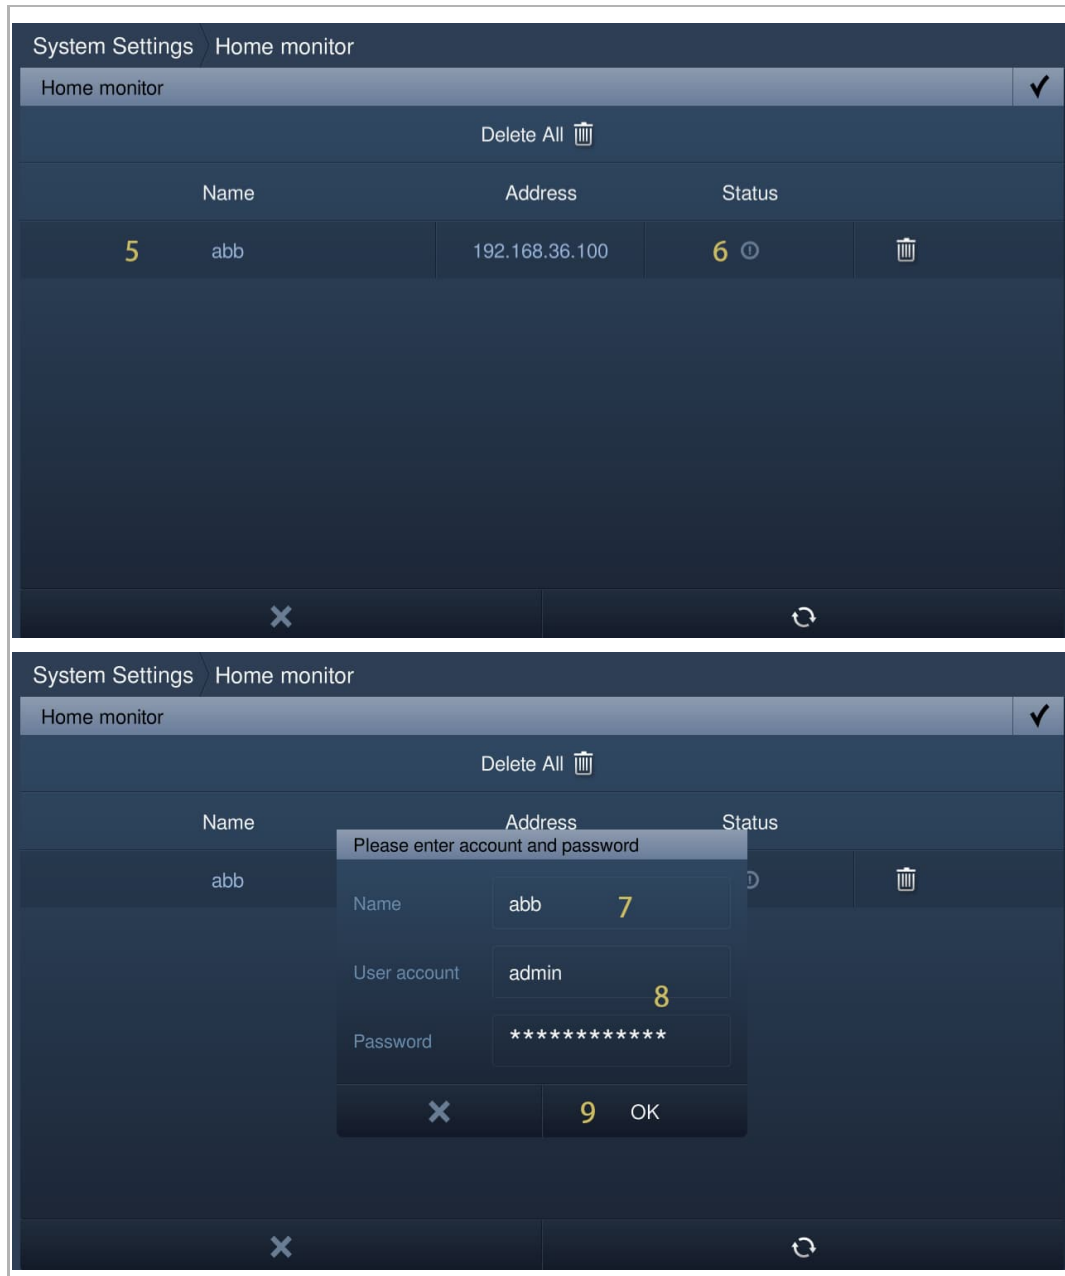 System Settings Home monitor
Home monitor
Delete All
Name Address Status
5 abb 192.168.36.100 6
System Settings Home monitor
Home monitor
Delete All
Name Address Status
Please enter account and password
abb
Name abb 7
User account admin
8
Password ************
9 OK